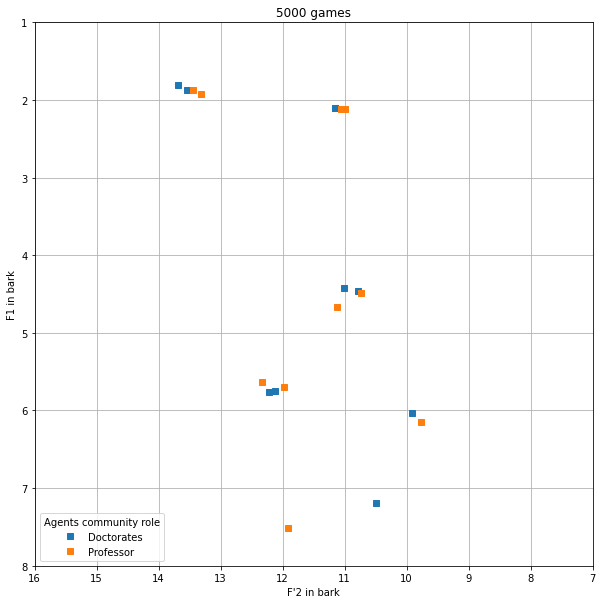 5000 games
1
2
3
4
5
6
7
8
F1 in bark
Agents community role
Doctorates
Professor
16 15 14 13 12 11 10 9 8 7
F'2 in bark